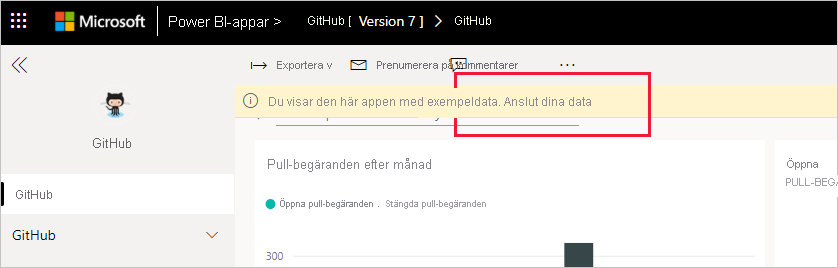 Microsoft Power BI-appar > GitHub [ Version 7 ] > GitHub
Exportera v Prenumerera på kommentarer ...
Du visar den här appen med exempeldata. Anslut dina data
GitHub
GitHub
GitHub
Pull-begäranden efter månad
Öppna pull-begäranden . Stängda pull-begäranden
300
Öppna
PULL-BEGÄ